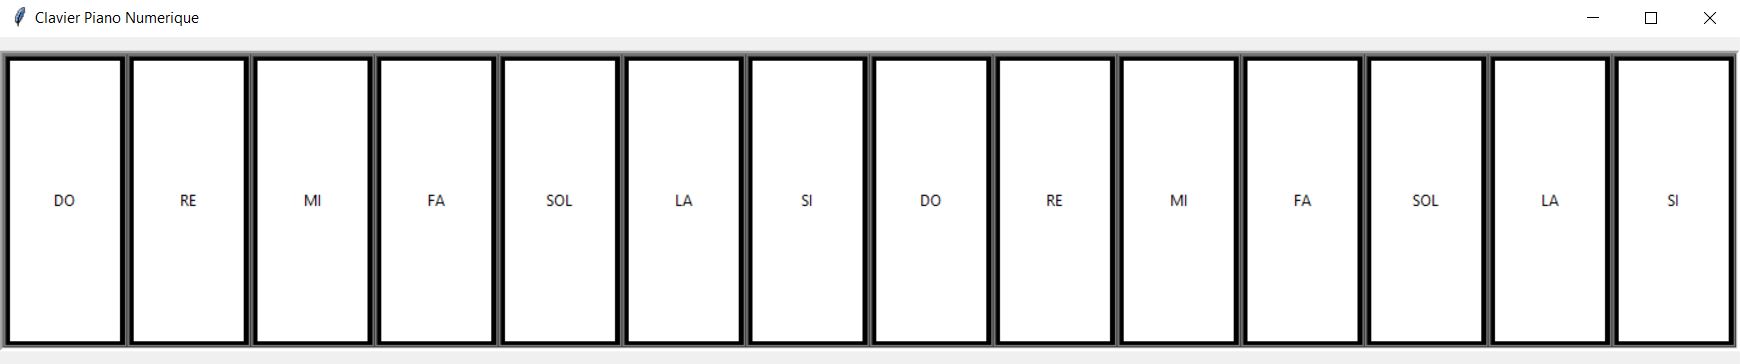 Clavier Piano Numerique
DO RE MI FA SOL LA SI DO RE MI FA SOL LA SI